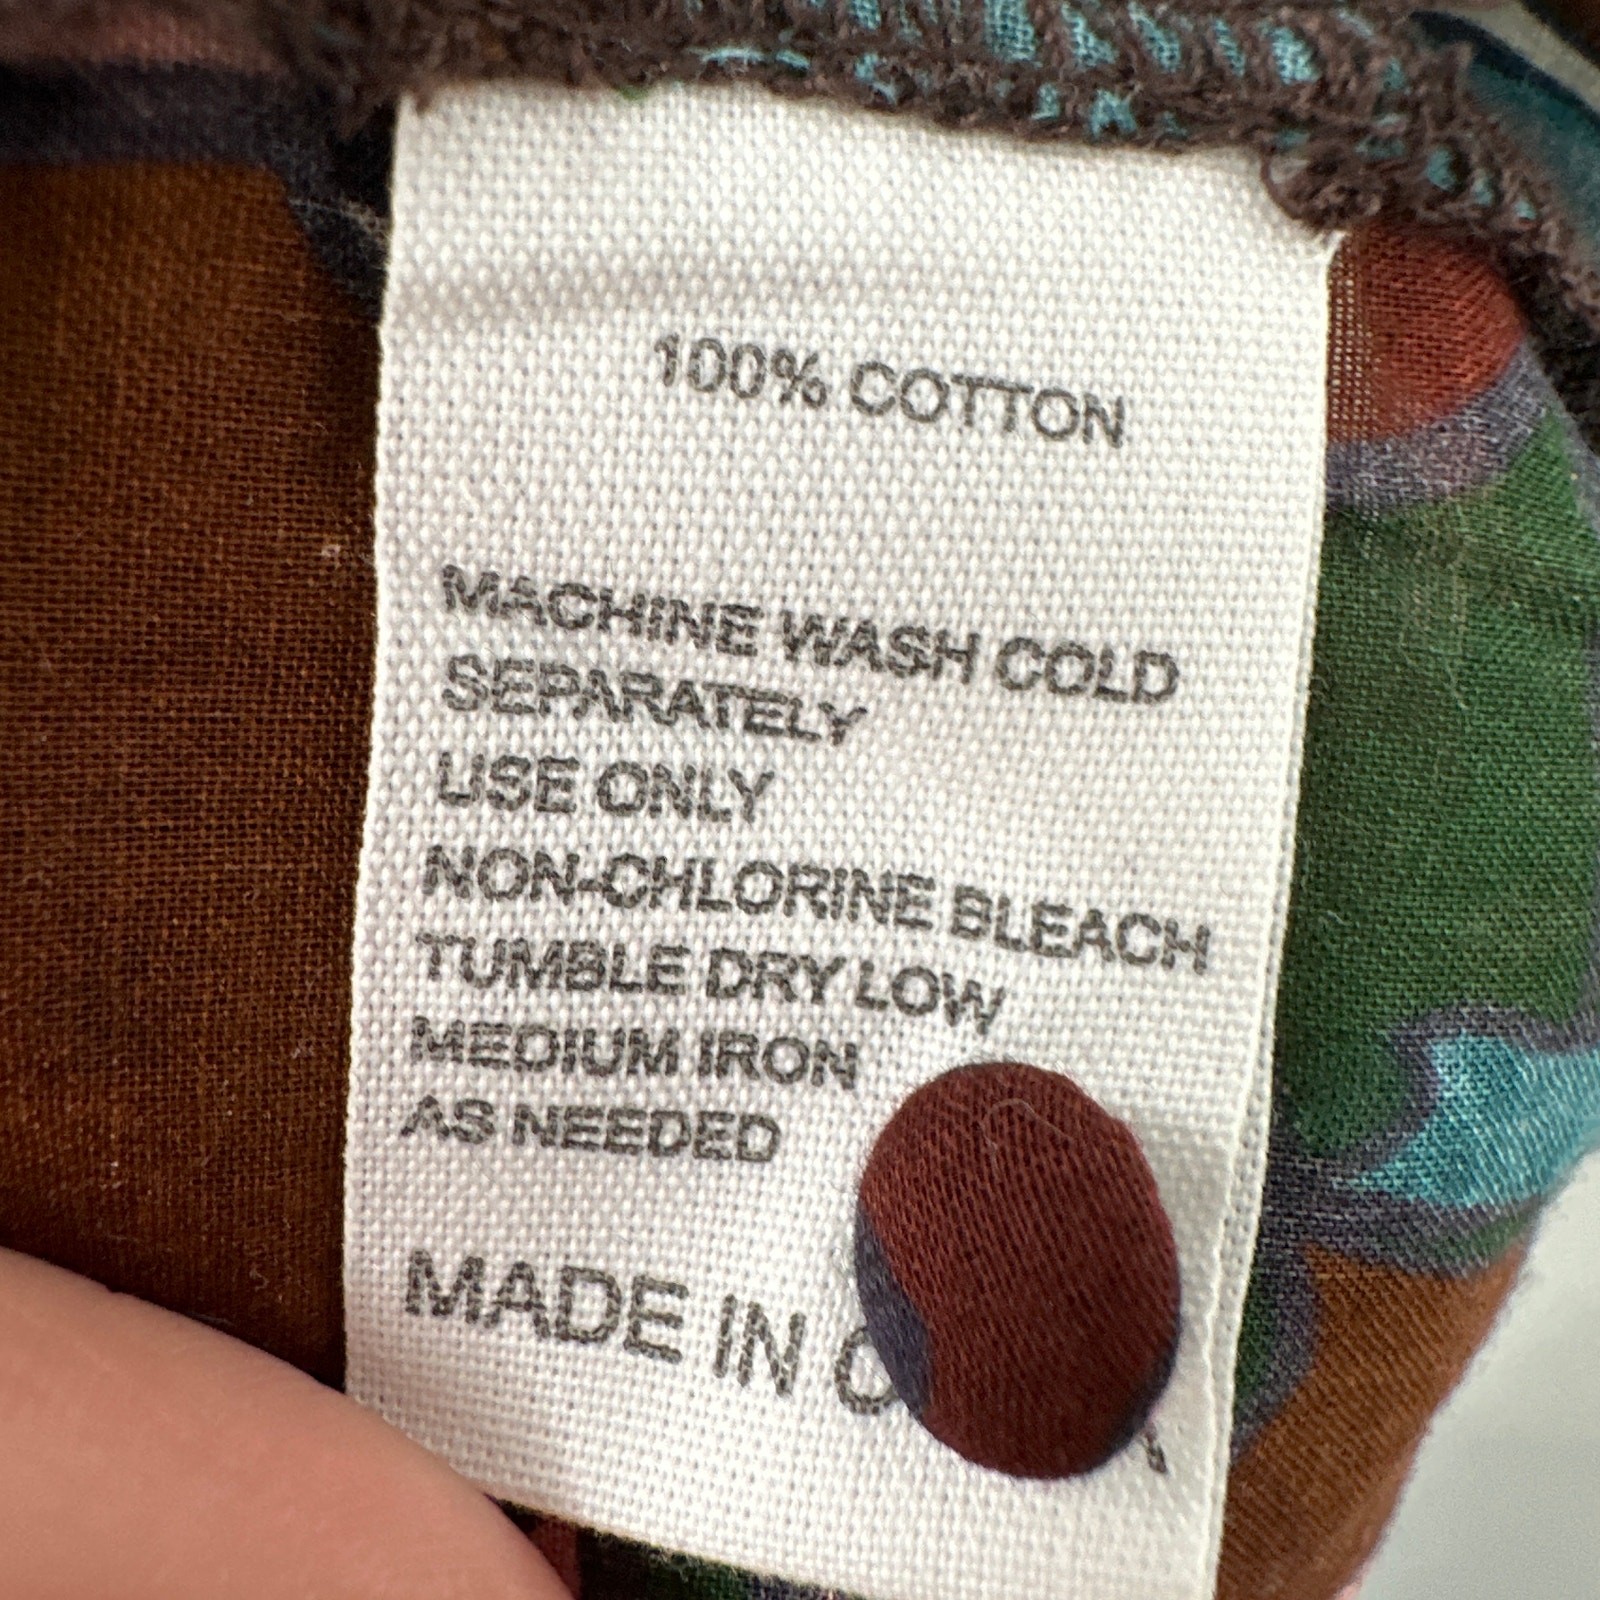 100% COTTON
MACHINE WASH COLD
SEPARATELY
USE ONLY
NON-CHLORINE BLEACH
TUMBLE DRY LOW
MEDIUM IRON
AS NEEDED
MADE IN